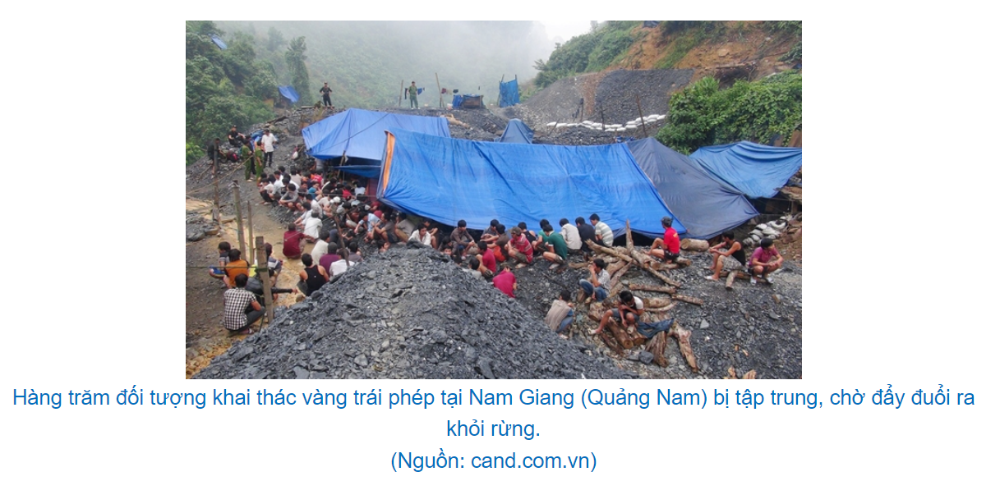 Hàng trăm đối tượng khai thác vàng trái phép tại Nam Giang (Quảng Nam) bị tập trung, chờ đẩy đuổi ra
khỏi rừng.
(Nguồn: cand.com.vn)